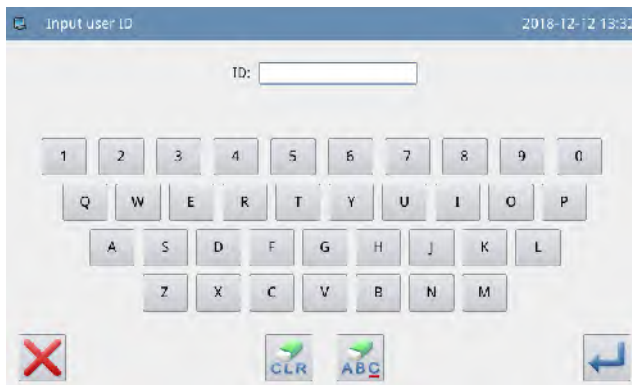 Input user ID 2018-12-12 13:32
ID:
1 2 3 4 5 6 7 8 9 0
Q W E R T Y U I O P
A S D F G H J K L
Z X C V B N M
CLR ABC